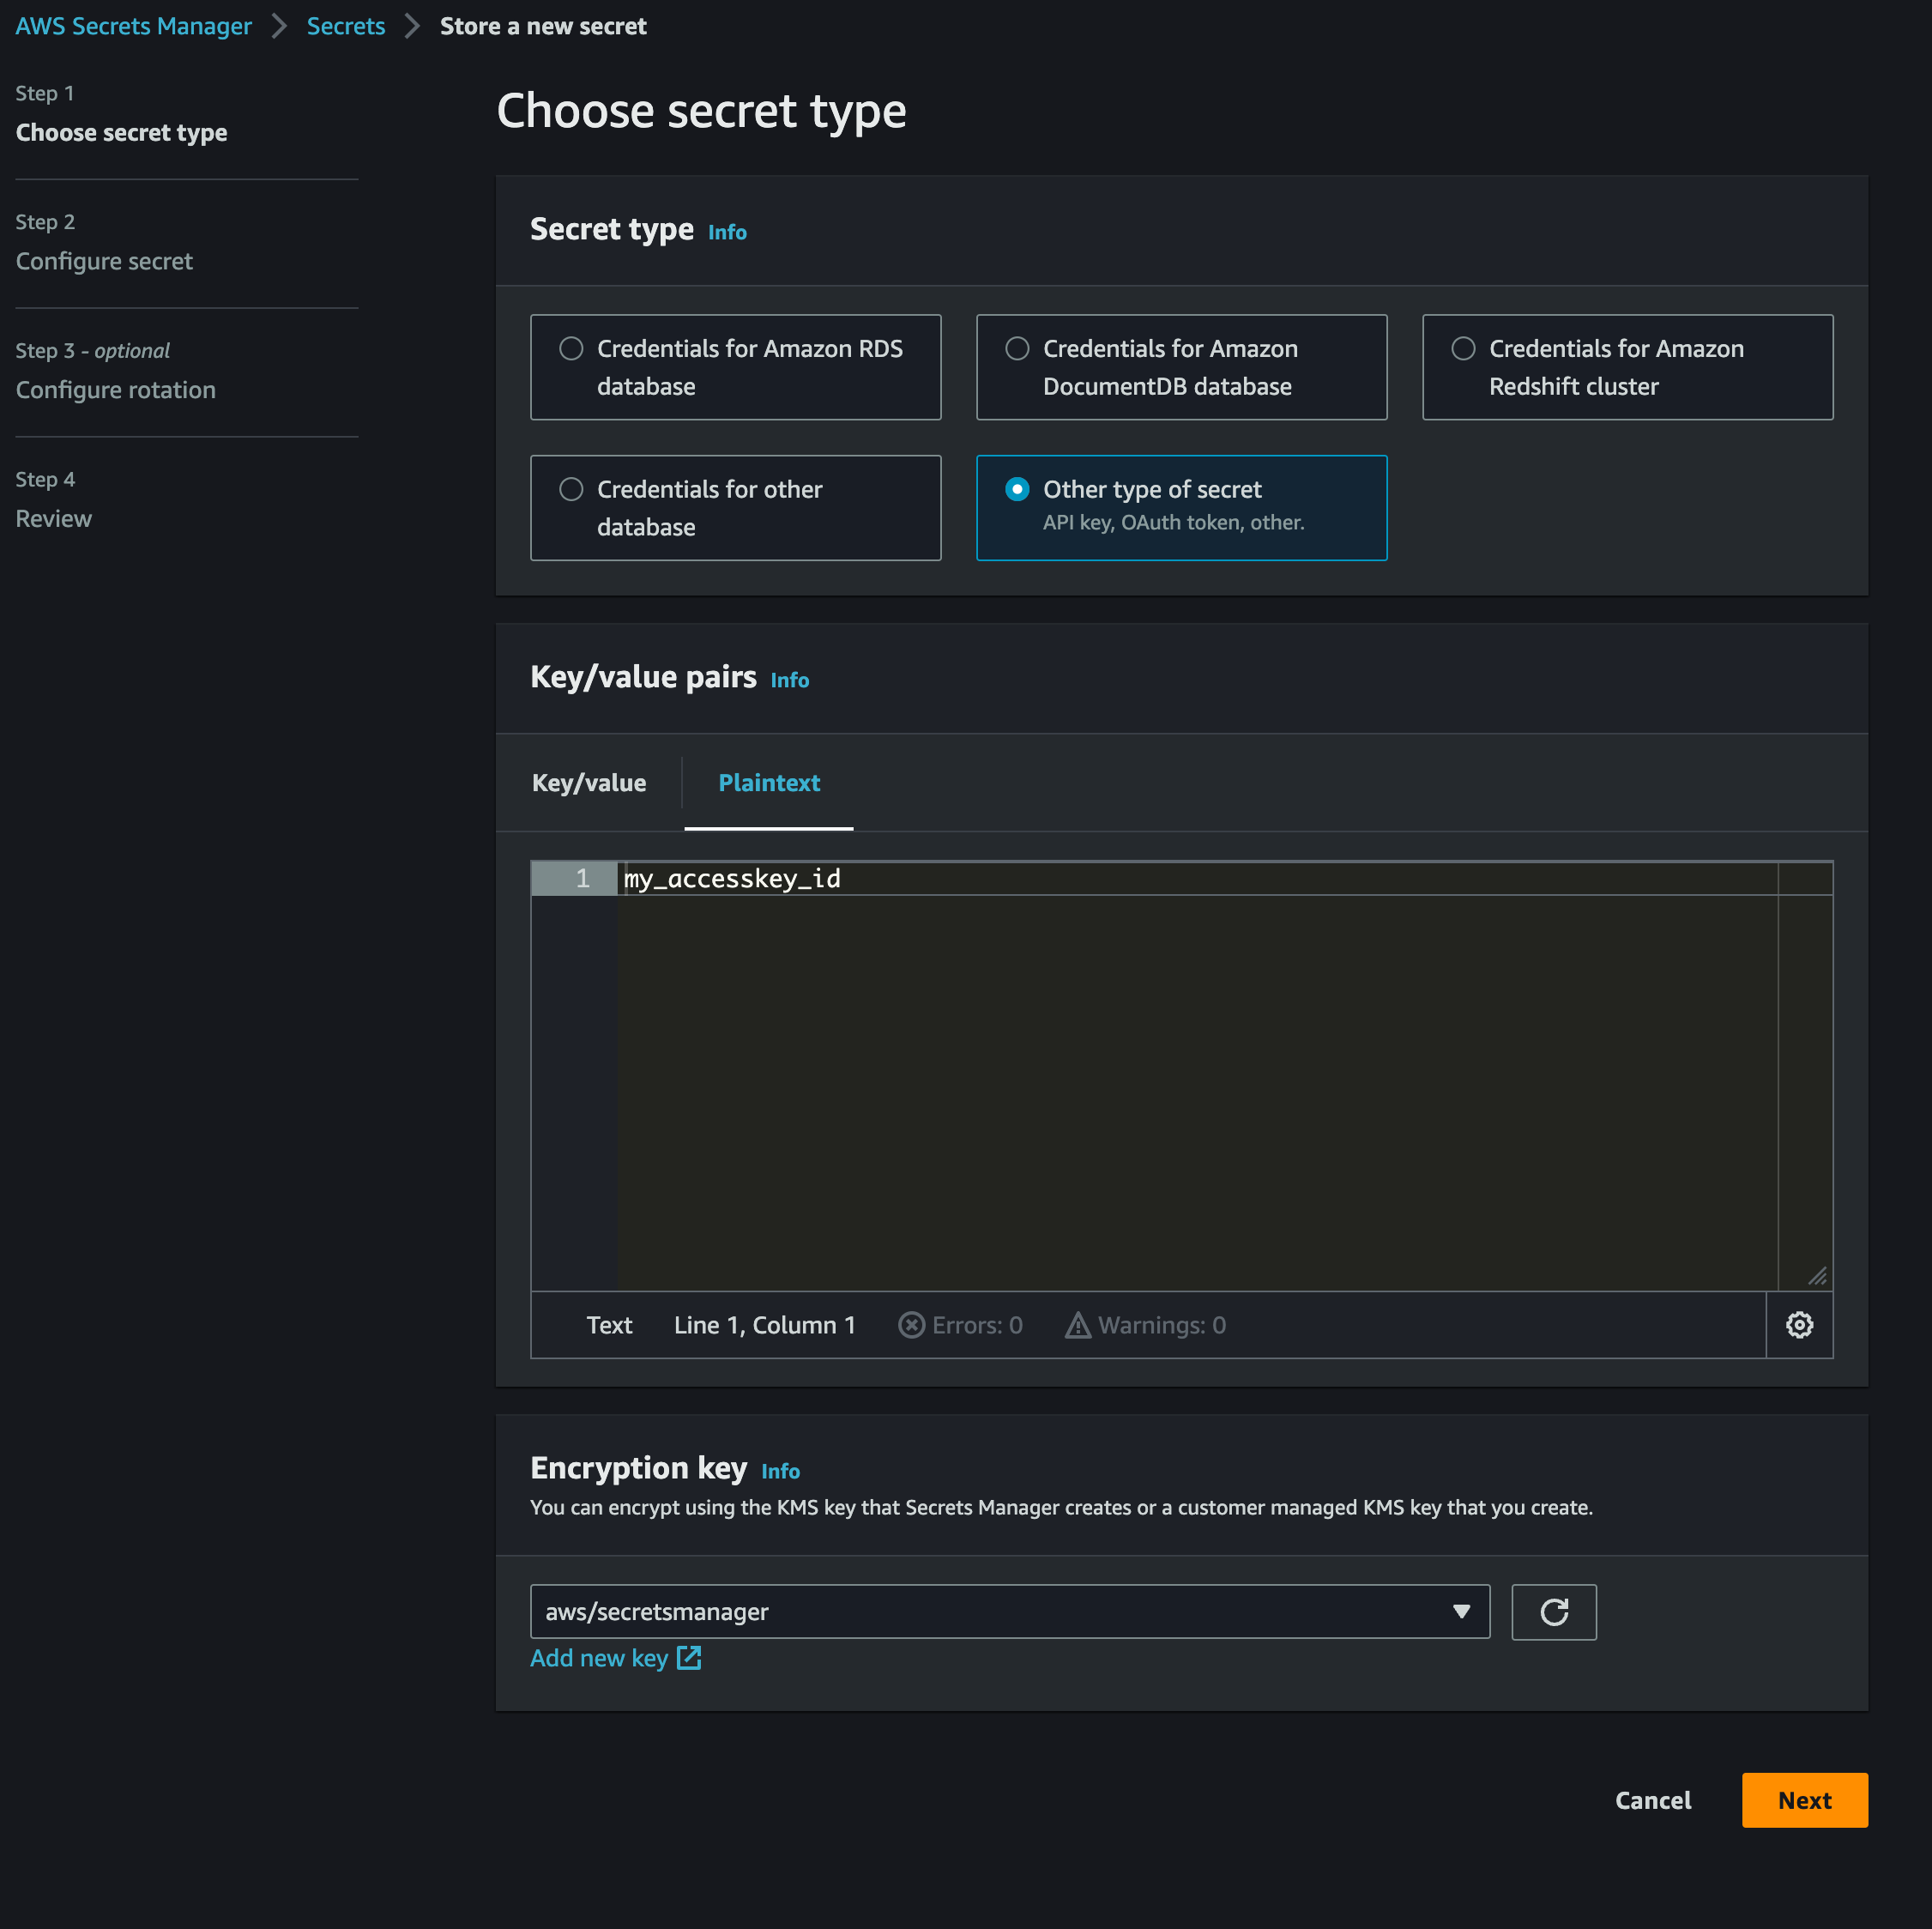 AWS Secrets Manager > Secrets > Store a new secret
Step 1
Choose secret type
Step 2
Configure secret
Step 3 - optional
Configure rotation
Step 4
Review
Choose secret type
Secret type Info
Credentials for Amazon RDS
database
Credentials for Amazon
DocumentDB database
Credentials for Amazon
Redshift cluster
Credentials for other
database
Other type of secret
API key, OAuth token, other.
Key/value pairs Info
Key/value Plaintext
1 my_accesskey_id
Text Line 1, Column 1 Errors: 0 Warnings: 0
Encryption key Info
You can encrypt using the KMS key that Secrets Manager creates or a customer managed KMS key that you create.
aws/secretsmanager
Add new key
Cancel Next